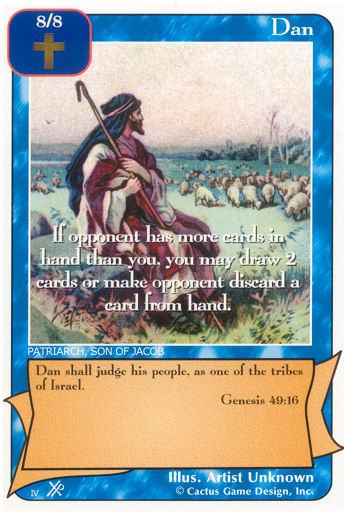 8/8
Dan
If opponent has more cards in
hand than you, you may draw 2
cards or make opponent discard a
card from hand.
PATRIARCH, SON OF JACOB
Dan shall judge his people, as one of the tribes
of Israel.
Genesis 49:16
Illus. Artist Unknown
IV
© Cactus Game Design, Inc.